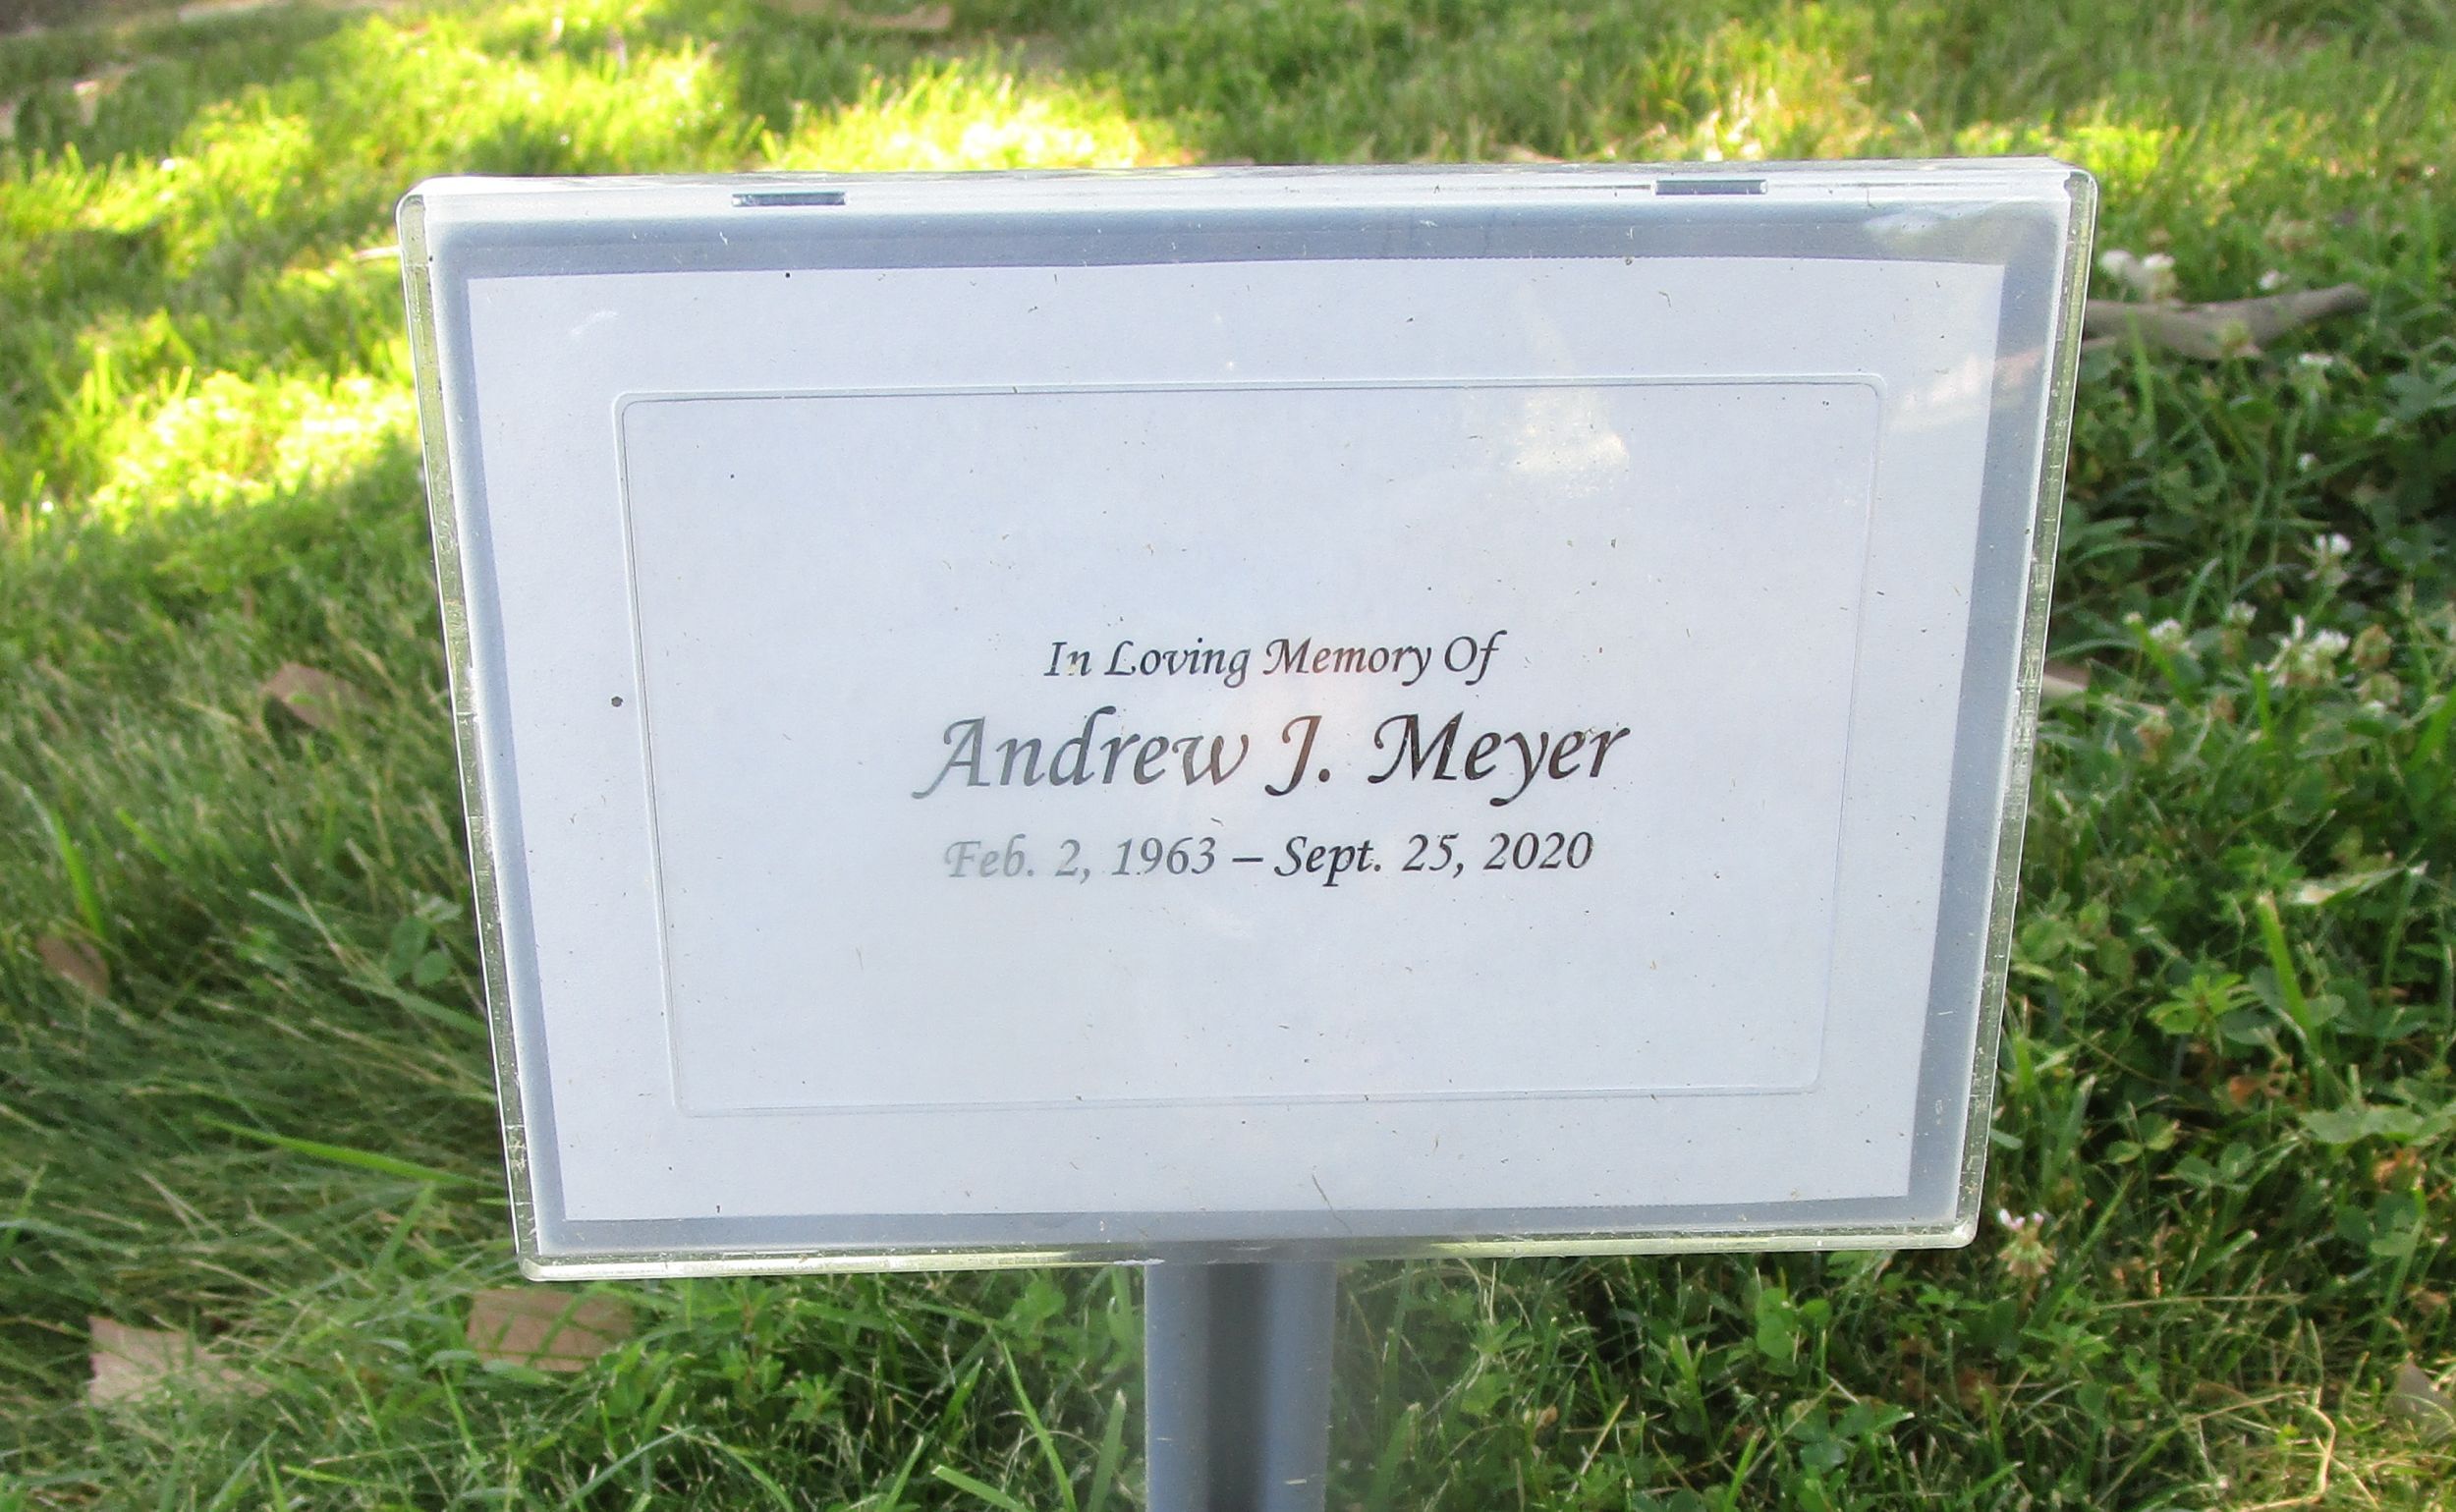 In Loving Memory Of
Andrew J. Meyer
Feb. 2, 1963 – Sept. 25, 2020